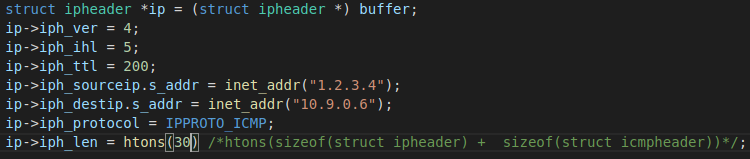 struct ipheader *ip = (struct ipheader *) buffer;
ip->iph_ver = 4;
ip->iph_ihl = 5;
ip->iph_ttl = 200;
ip->iph_sourceip.s_addr = inet_addr("1.2.3.4");
ip->iph_destip.s_addr = inet_addr("10.9.0.6");
ip->iph_protocol = IPPROTO_ICMP;
ip->iph_len = htons(30) /*htons(sizeof(struct ipheader) +  sizeof(struct icmpheader))*/;